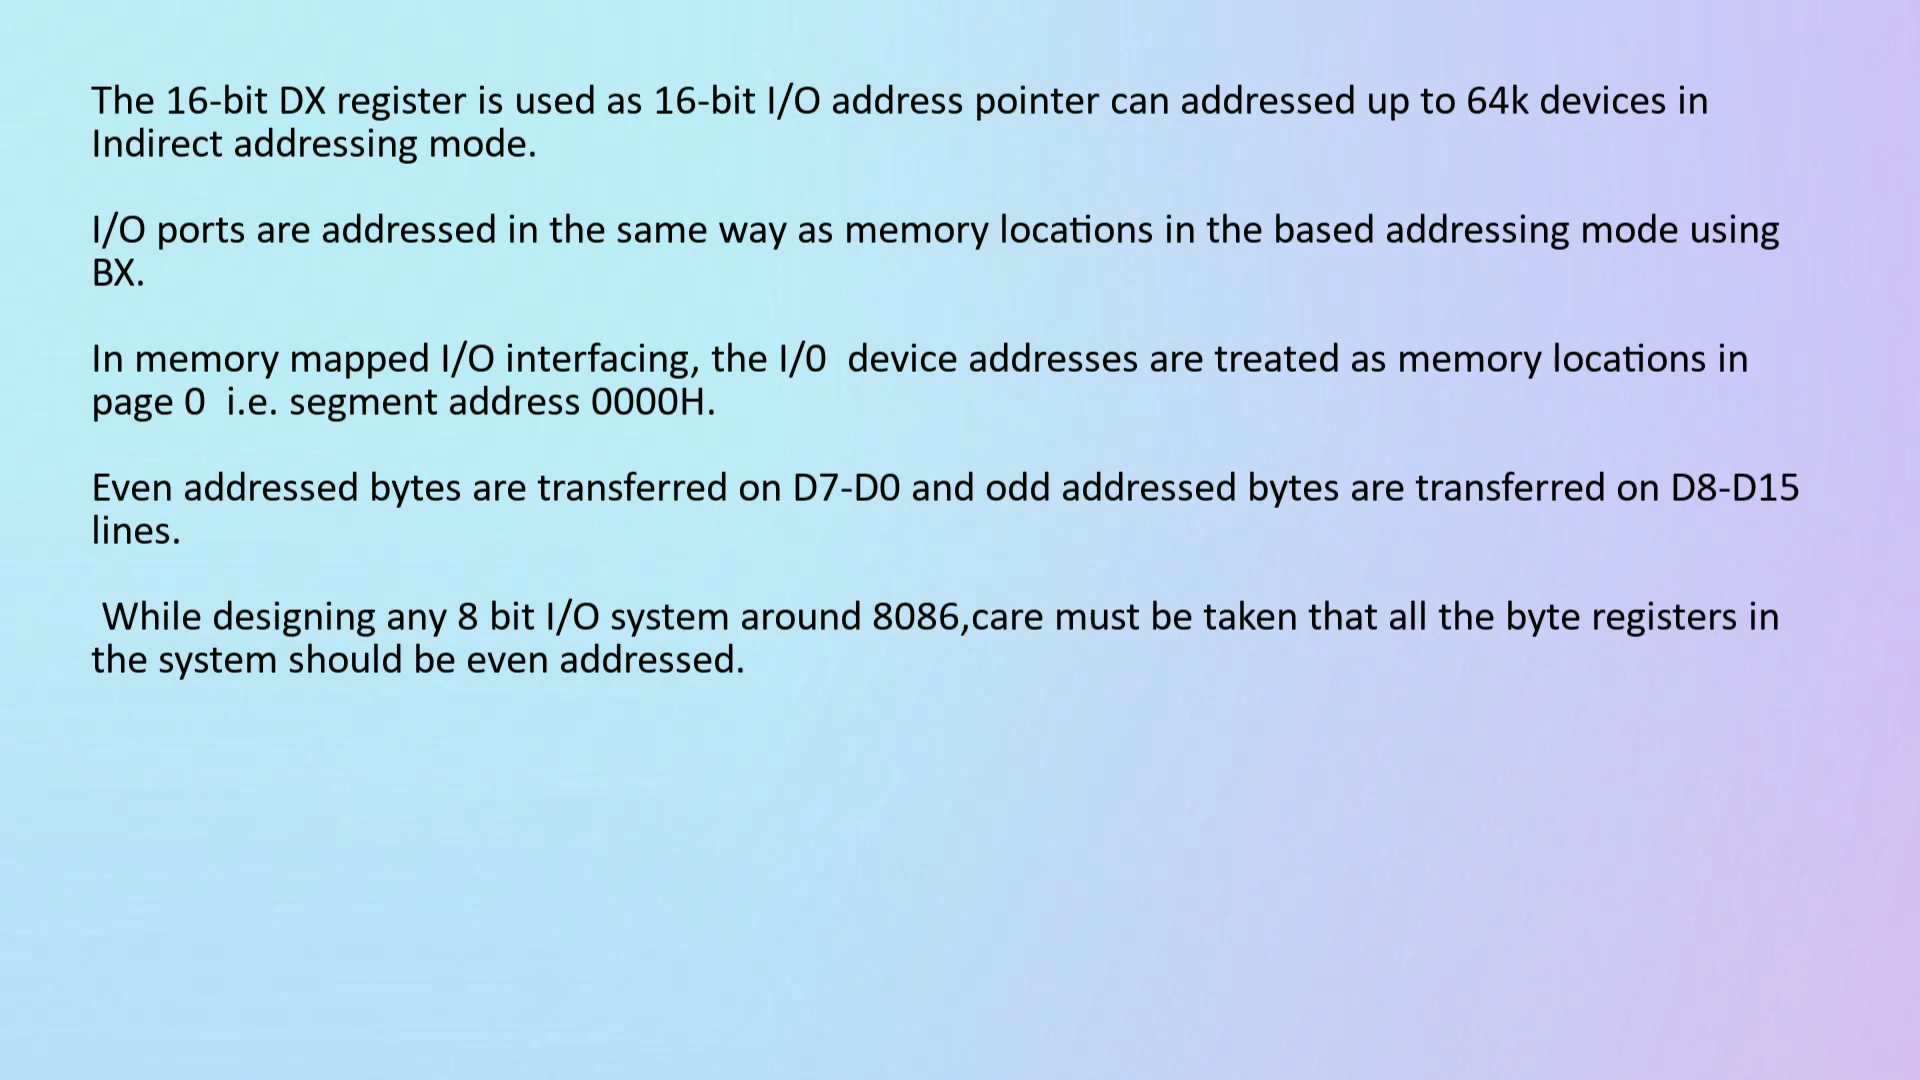 The 16-bit DX register is used as 16-bit I/O address pointer can addressed up to 64k devices in
Indirect addressing mode.
I/O ports are addressed in the same way as memory locations in the based addressing mode using
BX.
In memory mapped I/O interfacing, the I/0  device addresses are treated as memory locations in
page 0  i.e. segment address 0000H.
Even addressed bytes are transferred on D7-D0 and odd addressed bytes are transferred on D8-D15
lines.
While designing any 8 bit I/O system around 8086,care must be taken that all the byte registers in
the system should be even addressed.